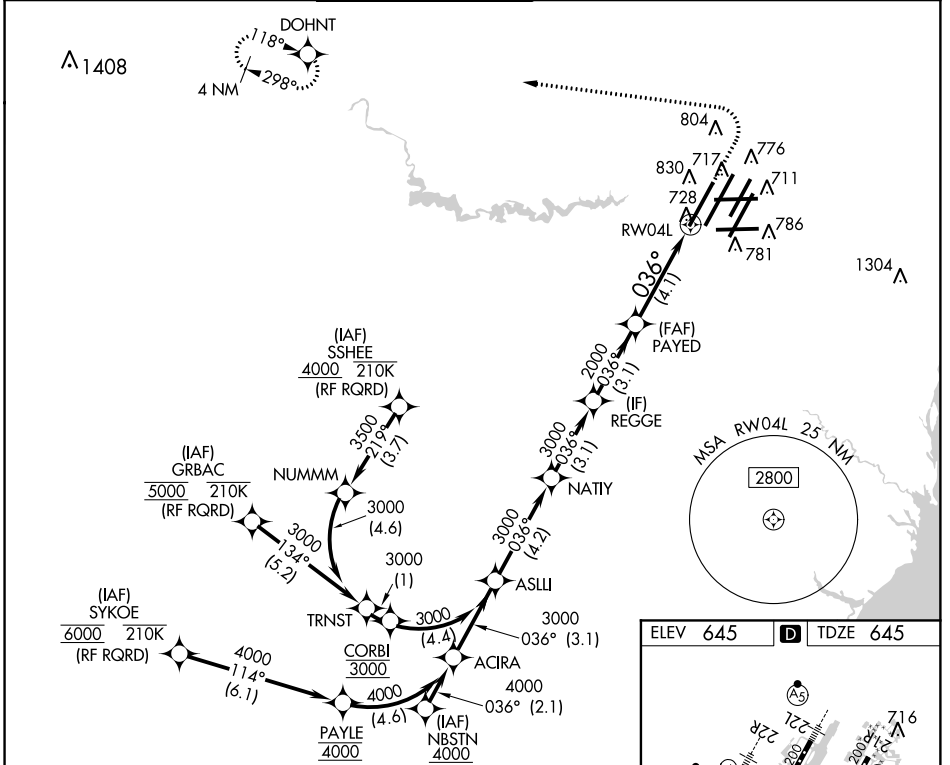 DOHNT
118°
298°
4 NM
1408
804
776
717
830
711
728
786
RW04L
781
1304
036°
(4.1)
(FAF)
PAYED
2000
036°
(3.1)
(IF)
REGGE
3000
036°
(3.1)
NATIY
(IAF)
SSHEE
4000 210K
(RF RQRD)
3500
219°
(3.7)
NUMMM
3000
(4.6)
(IAF)
GRBAC
5000 210K
(RF RQRD)
3000
134°
(5.2)
3000
(1)
3000
036°
(4.2)
ASLLI
TRNST
3000
(4.4)
CORBI
3000
3000
036° (3.1)
ACIRA
(IAF)
SYKOE
6000 210K
(RF RQRD)
4000
114°
(6.1)
4000
(4.6)
4000
036° (2.1)
PAYLE
4000
(IAF)
NBSTN
4000
MSA RW04L 25 NM
2800
ELEV 645 D TDZE 645
A5
22R
22L
716
200
200